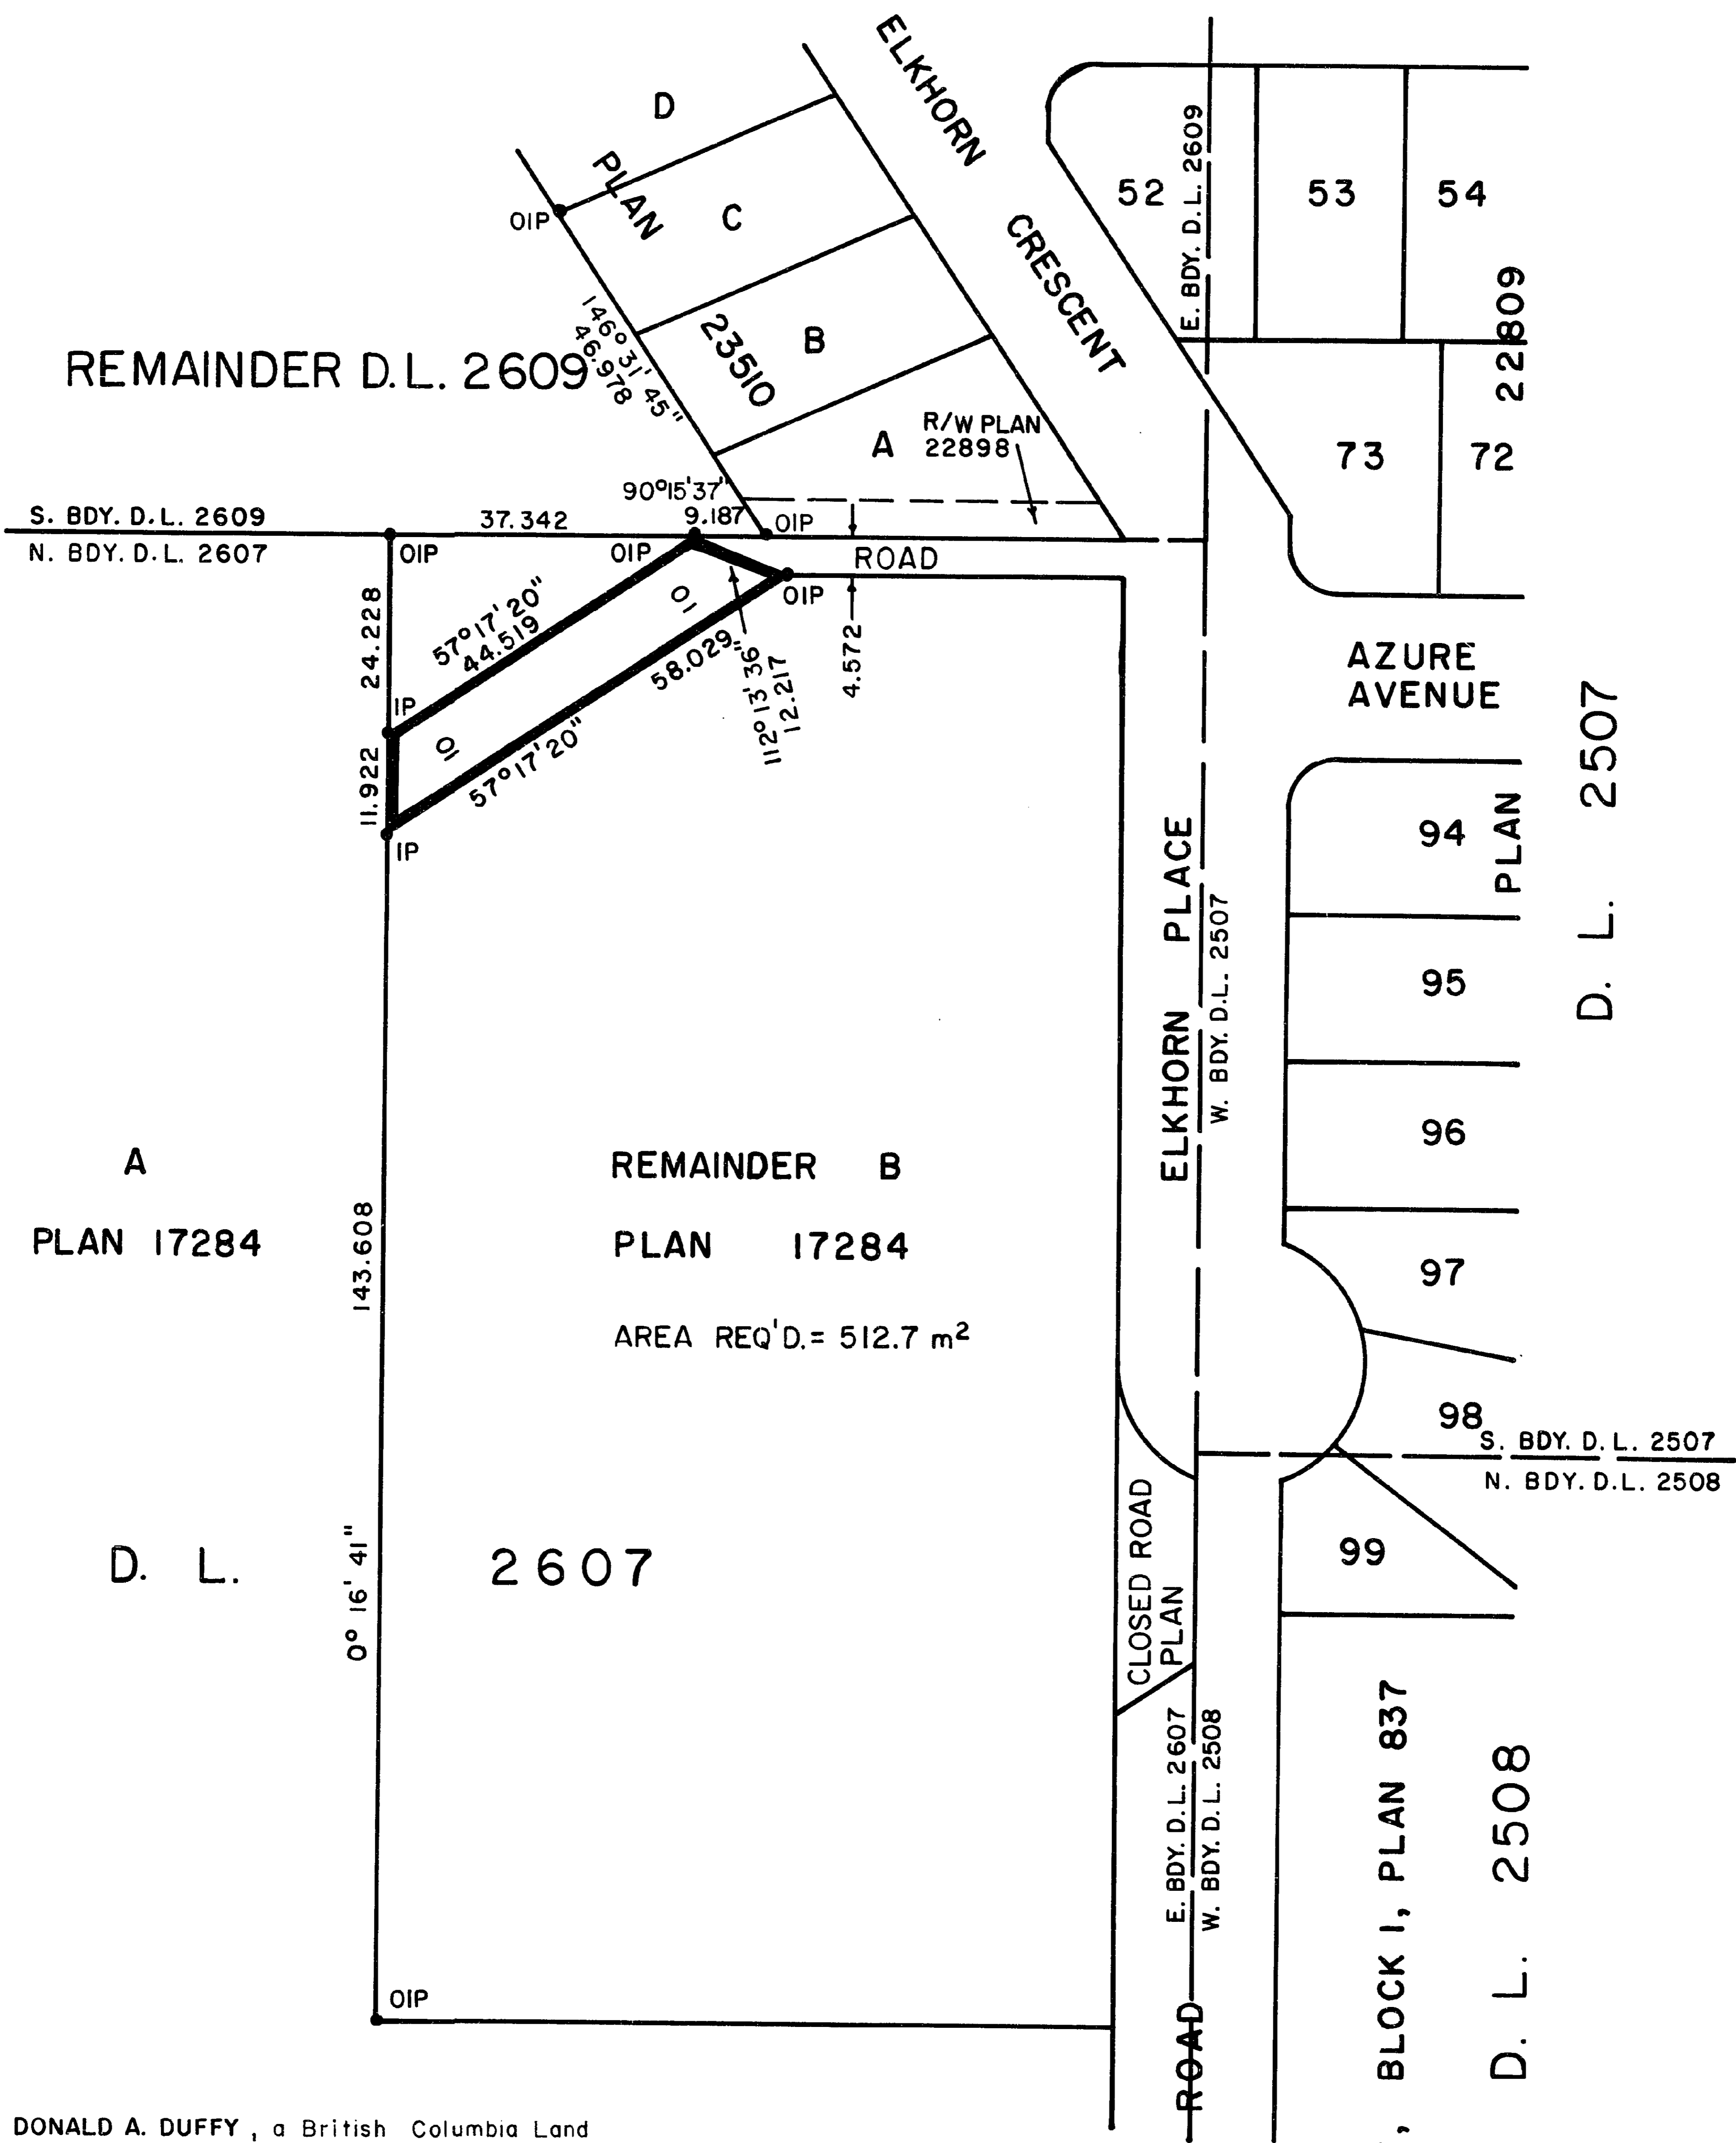 ELKHORN
CRESCENT
D
PLAN
E. BDY. D.L. 2609
52
53
54
OIP
C
22809
23510
B
146° 31' 45"
46.978
REMAINDER D.L. 2609
A
R/W PLAN
22898
73
72
90°15'37"
S. BDY. D.L. 2609
37.342
9.187
OIP
N. BDY. D.L. 2607
OIP
OIP
ROAD
OIP
24.228
57°17'20"
44.519
10
58.029
112° 13' 36"
12.217
4.572
AZURE
AVENUE
IP
10
57°17'20"
11.922
IP
D. L. 2507
PLAN
94
ELKHORN PLACE
W. BDY. D.L. 2507
95
96
A
REMAINDER B
PLAN 17284
143.608
PLAN 17284
97
AREA REQ'D. = 512.7 m²
98
S. BDY. D. L. 2507
N. BDY. D.L. 2508
CLOSED ROAD
PLAN
99
D. L. 2607
0° 16' 41"
E. BDY. D.L. 2607
W. BDY. D.L. 2508
, BLOCK 1, PLAN 837
D. L. 2508
OIP
ROAD
DONALD A. DUFFY , a British Columbia Land